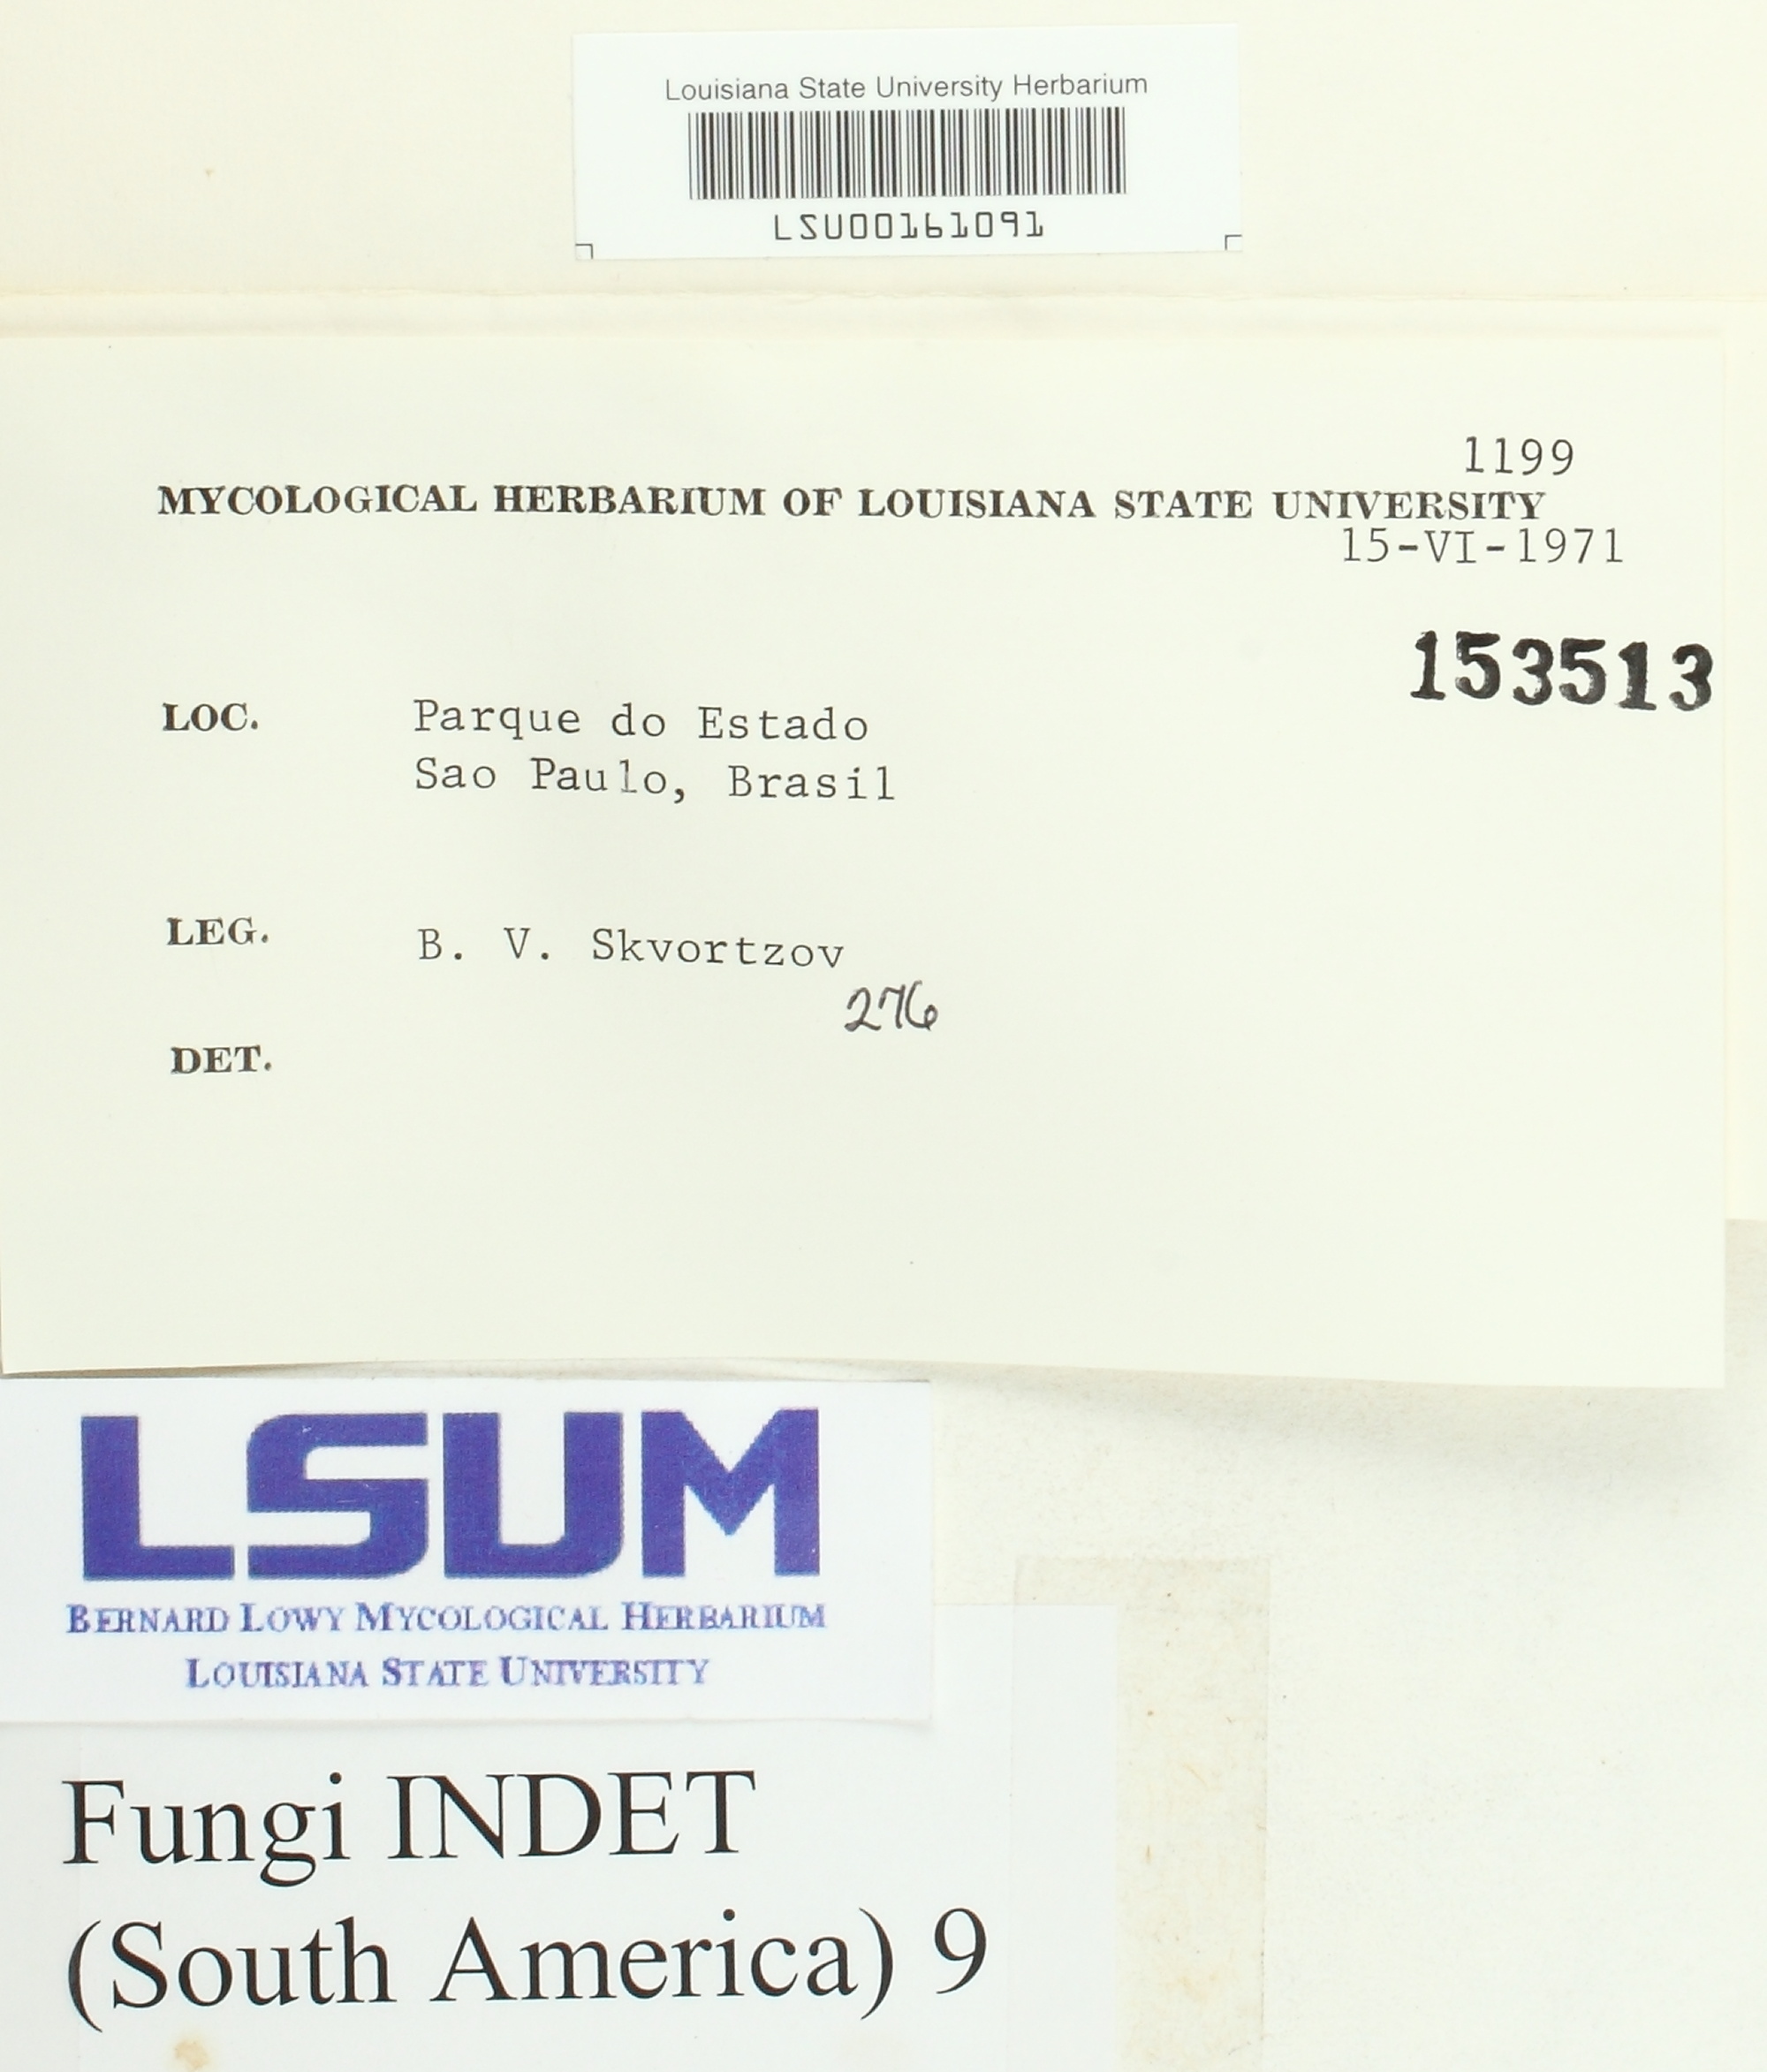 Louisiana State University Herbarium
LSU00161091
1199
MYCOLOGICAL HERBARIUM OF LOUISIANA STATE UNIVERSITY
15-VI-1971
153513
LOC. Parque do Estado
Sao Paulo, Brasil
LEG. B. V. Skvortzov
276
DET.
LSUM
BERNARD LOWY MYCOLOGICAL HERBARIUM
LOUISIANA STATE UNIVERSITY
Fungi INDET
(South America) 9